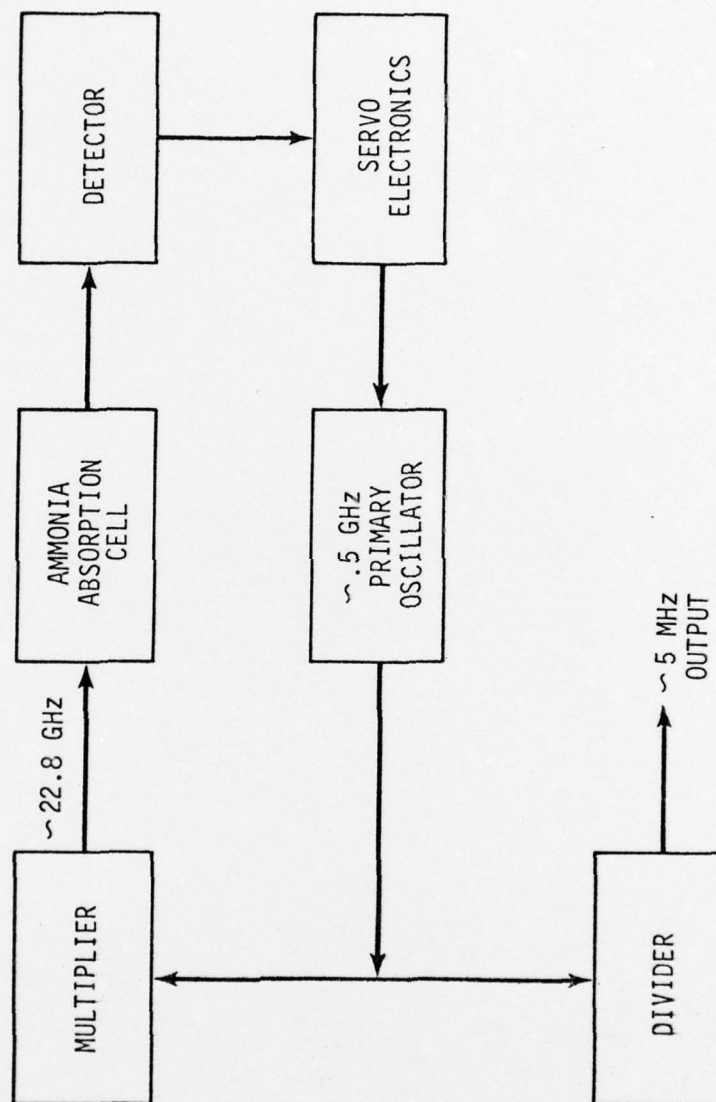 MULTIPLIER
~22.8 GHz
AMMONIA
ABSORPTION
CELL
DETECTOR
SERVO
ELECTRONICS
~.5 GHz
PRIMARY
OSCILLATOR
DIVIDER
~5 MHz
OUTPUT